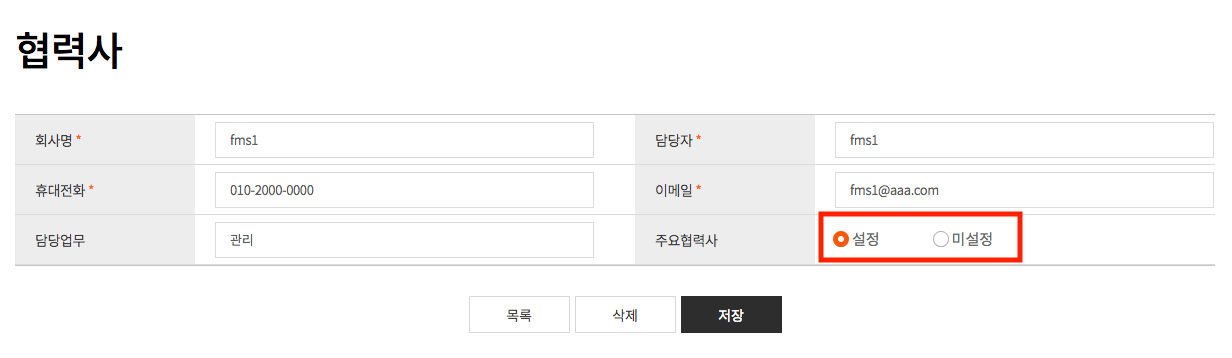 협력사
회사명 * fms1 담당자 * fms1
휴대전화 * 010-2000-0000 이메일 * fms1@aaa.com
담당업무 관리 주요협력사 설정 미설정
목록 삭제 저장